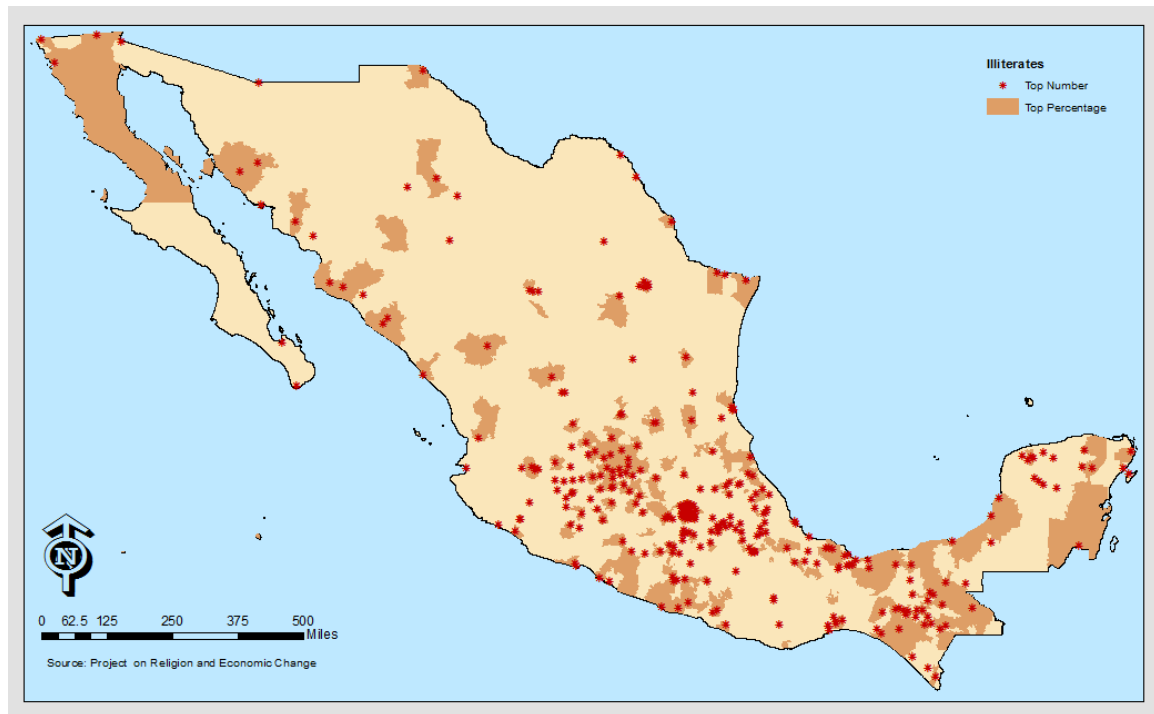 Illiterates
Top Number
Top Percentage
N
0 62.5 125 250 375 500
Miles
Source: Project on Religion and Economic Change